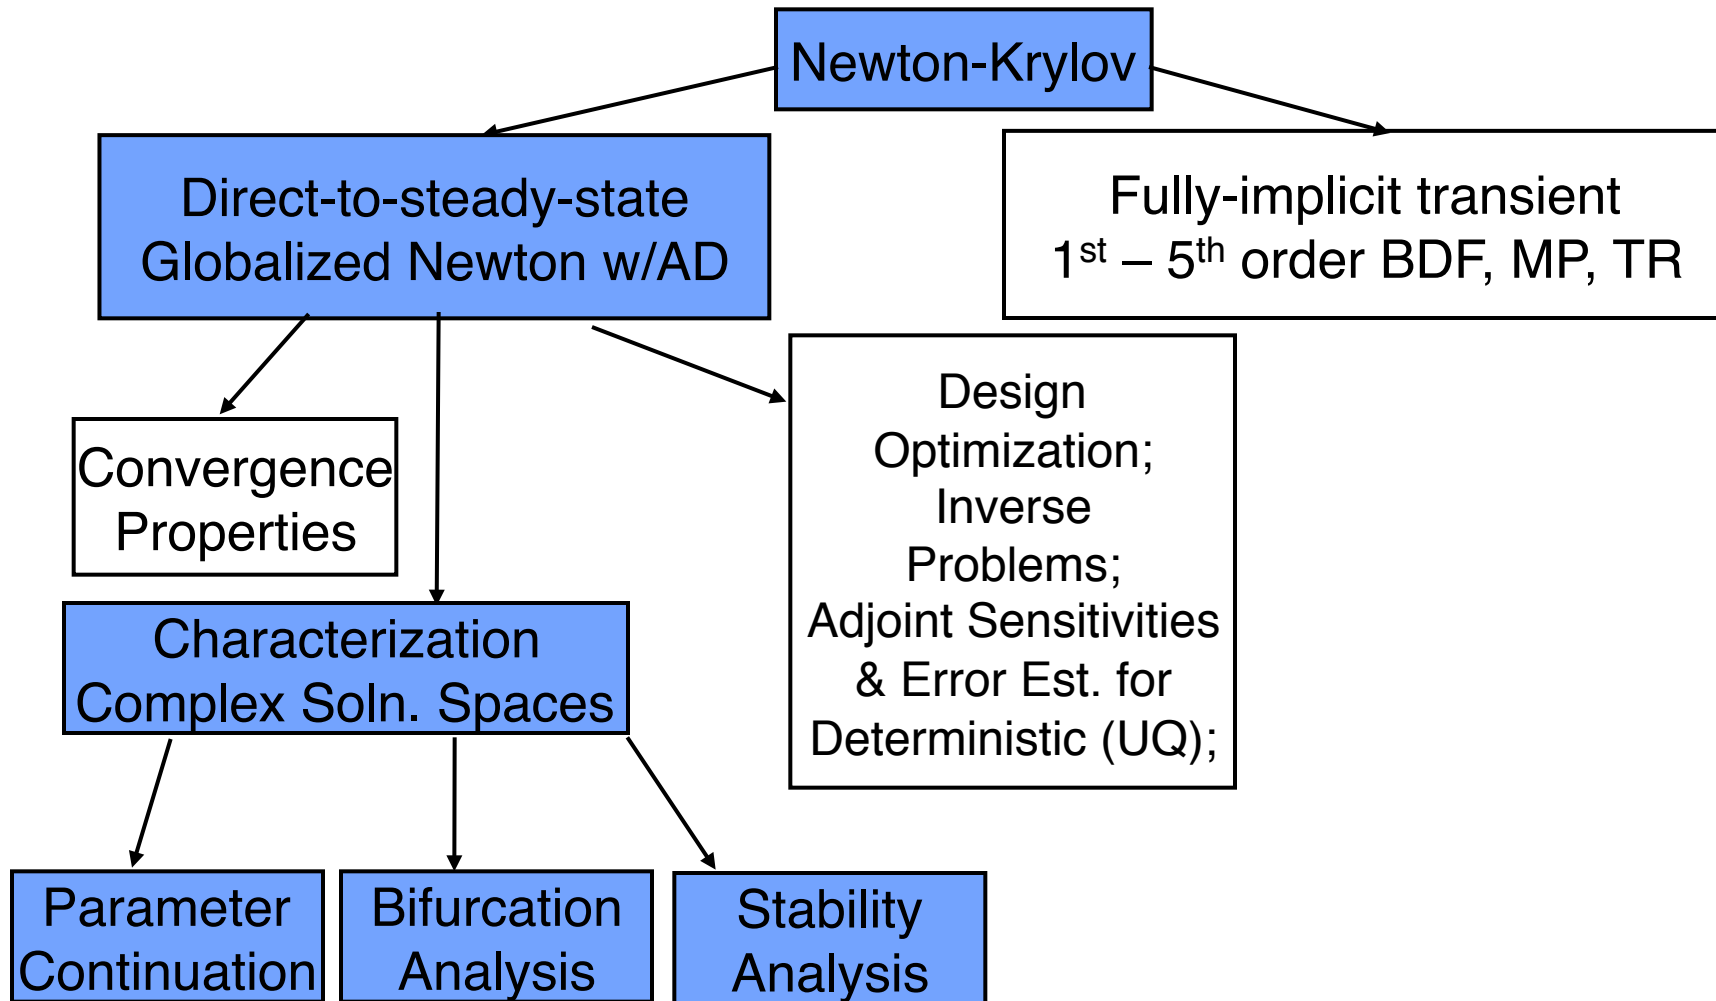 Newton-Krylov
Direct-to-steady-state
Globalized Newton w/AD
Fully-implicit transient
1st – 5th order BDF, MP, TR
Convergence
Properties
Design
Optimization;
Inverse
Problems;
Adjoint Sensitivities
& Error Est. for
Deterministic (UQ);
Characterization
Complex Soln. Spaces
Parameter
Continuation
Bifurcation
Analysis
Stability
Analysis